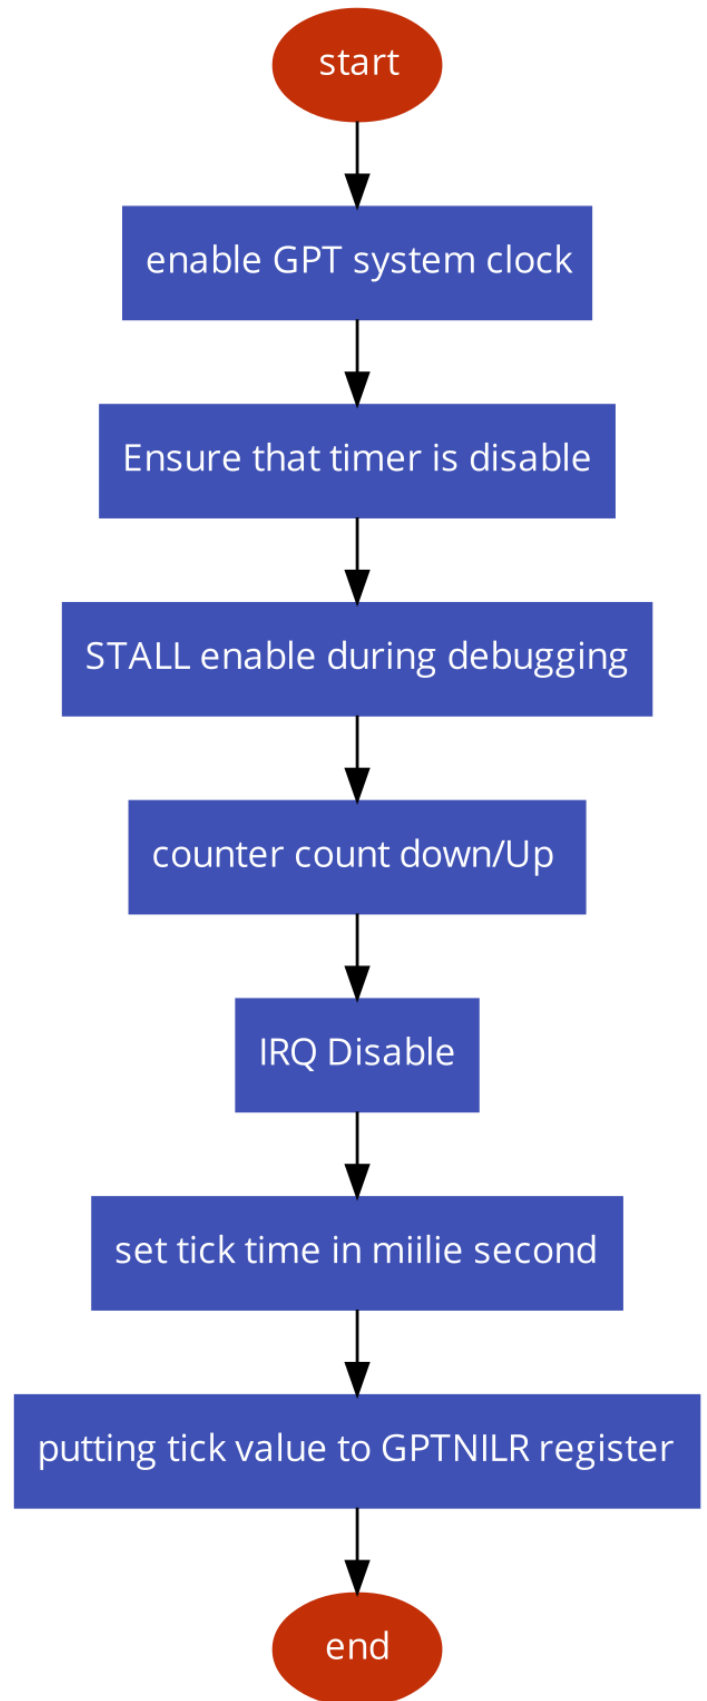 start
enable GPT system clock
Ensure that timer is disable
STALL enable during debugging
counter count down/Up
IRQ Disable
set tick time in miilie second
putting tick value to GPTNILR register
end